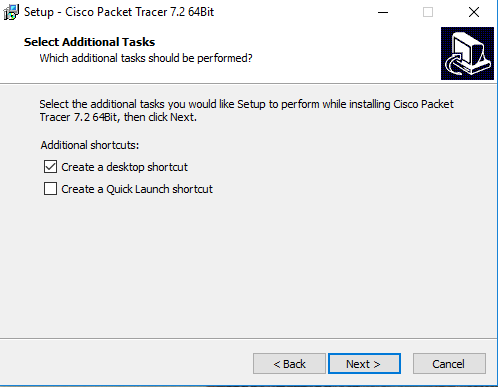 Setup - Cisco Packet Tracer 7.2 64Bit
Select Additional Tasks
Which additional tasks should be performed?
Select the additional tasks you would like Setup to perform while installing Cisco Packet
Tracer 7.2 64Bit, then click Next.
Additional shortcuts:
Create a desktop shortcut
Create a Quick Launch shortcut
< Back Next > Cancel